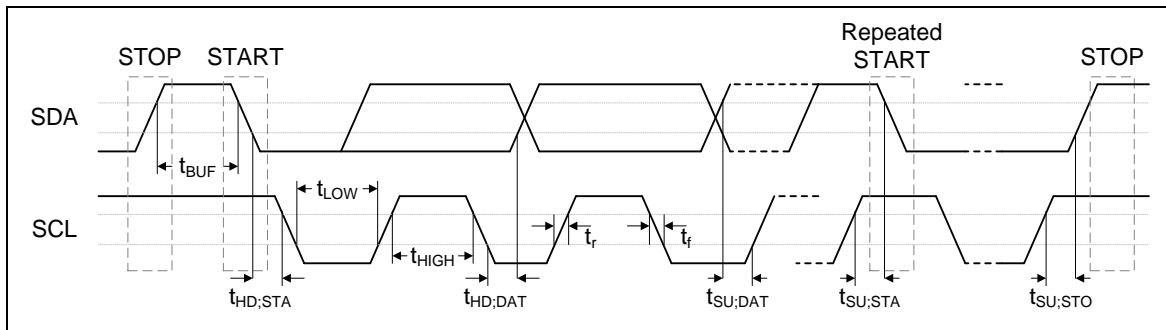 Repeated
STOP START START STOP
SDA
tBUF
tLOW
SCL
tHIGH tr tf
tHD;STA tHD;DAT tSU;DAT tSU;STA tSU;STO